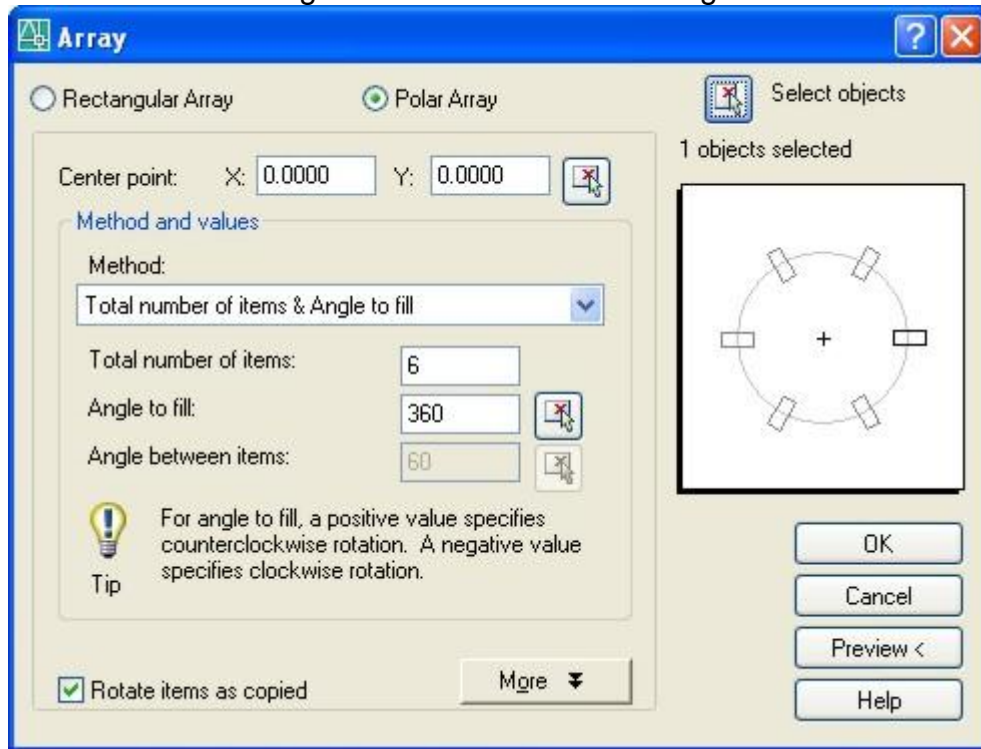 Array
Rectangular Array
Polar Array
Select objects
1 objects selected
Center point: X: 0.0000 Y: 0.0000
Method and values
Method:
Total number of items & Angle to fill
Total number of items: 6
Angle to fill: 360
Angle between items: 60
For angle to fill, a positive value specifies
counterclockwise rotation. A negative value
specifies clockwise rotation.
Tip
OK
Cancel
Preview <
Help
Rotate items as copied
More